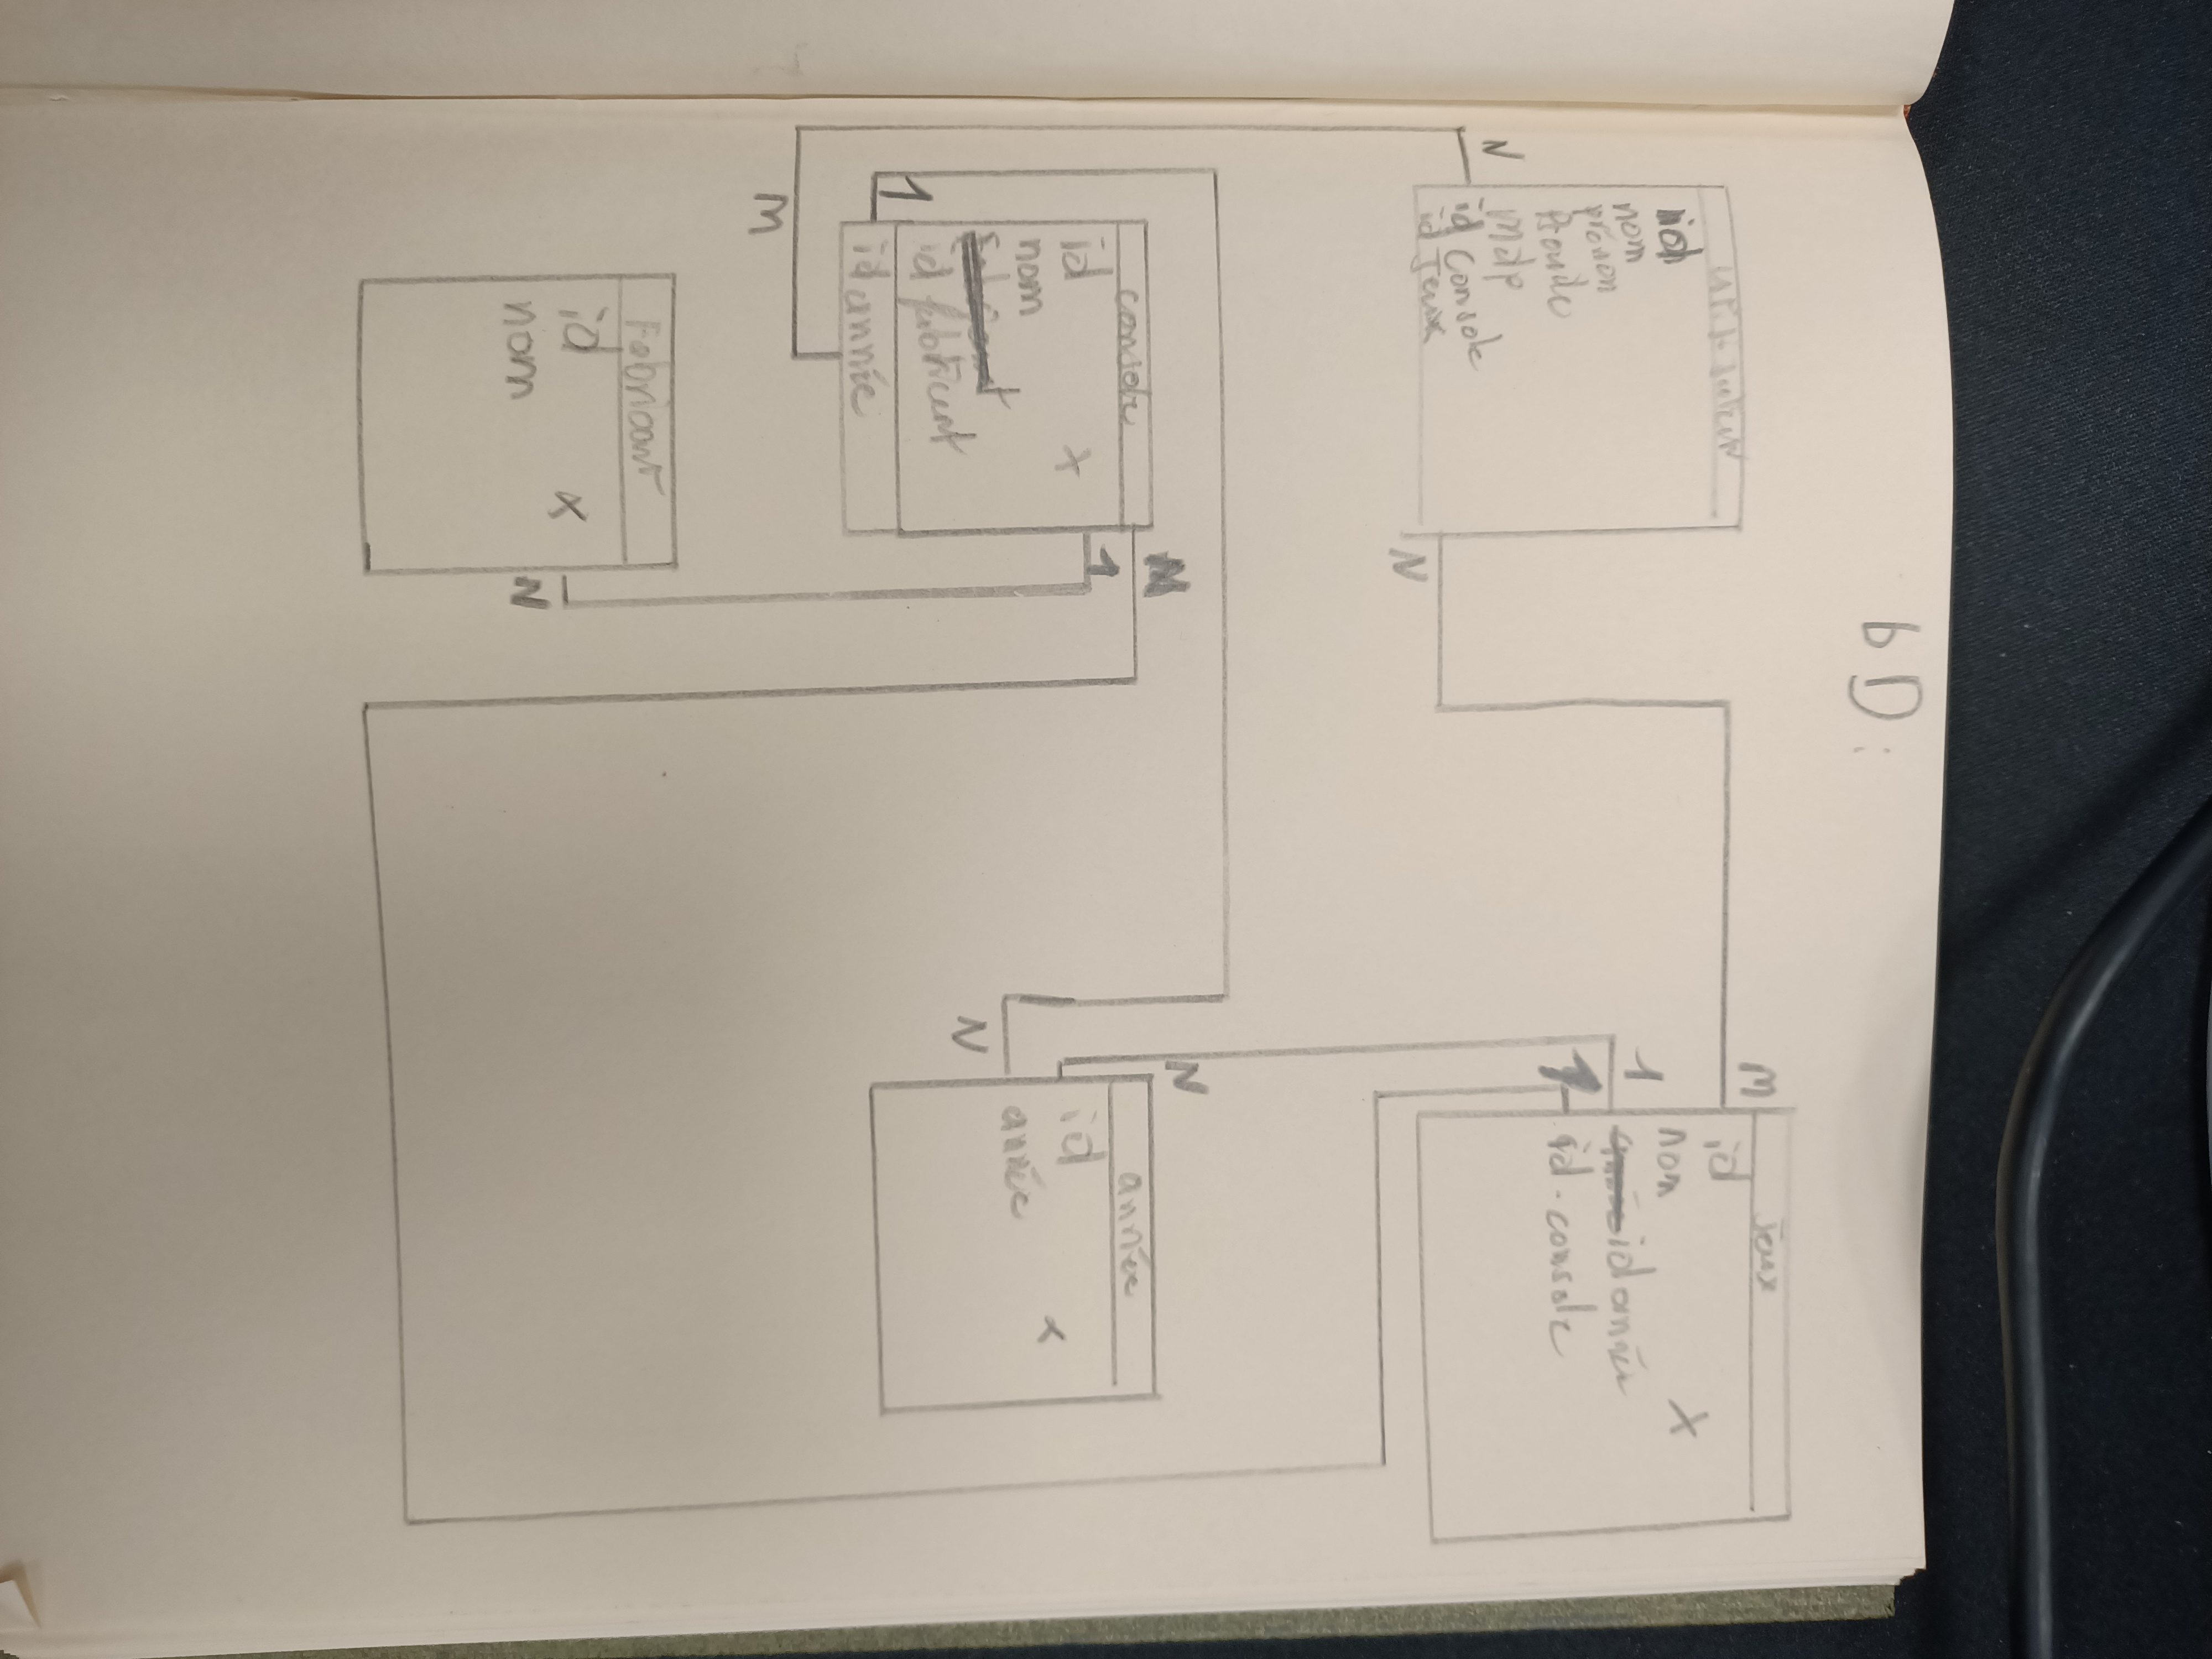 bD :
utilisateur
id
nom
prénom
Pseudo
Mdp
id Console
id Jeux
N
N
M
Jeux
id
nom
id année
id-console
X
1
1
console
id
nom
id fabricant
id année
X
1
M
1
M
année
id
année
x
N
N
Fabricant
id
nom
x
N